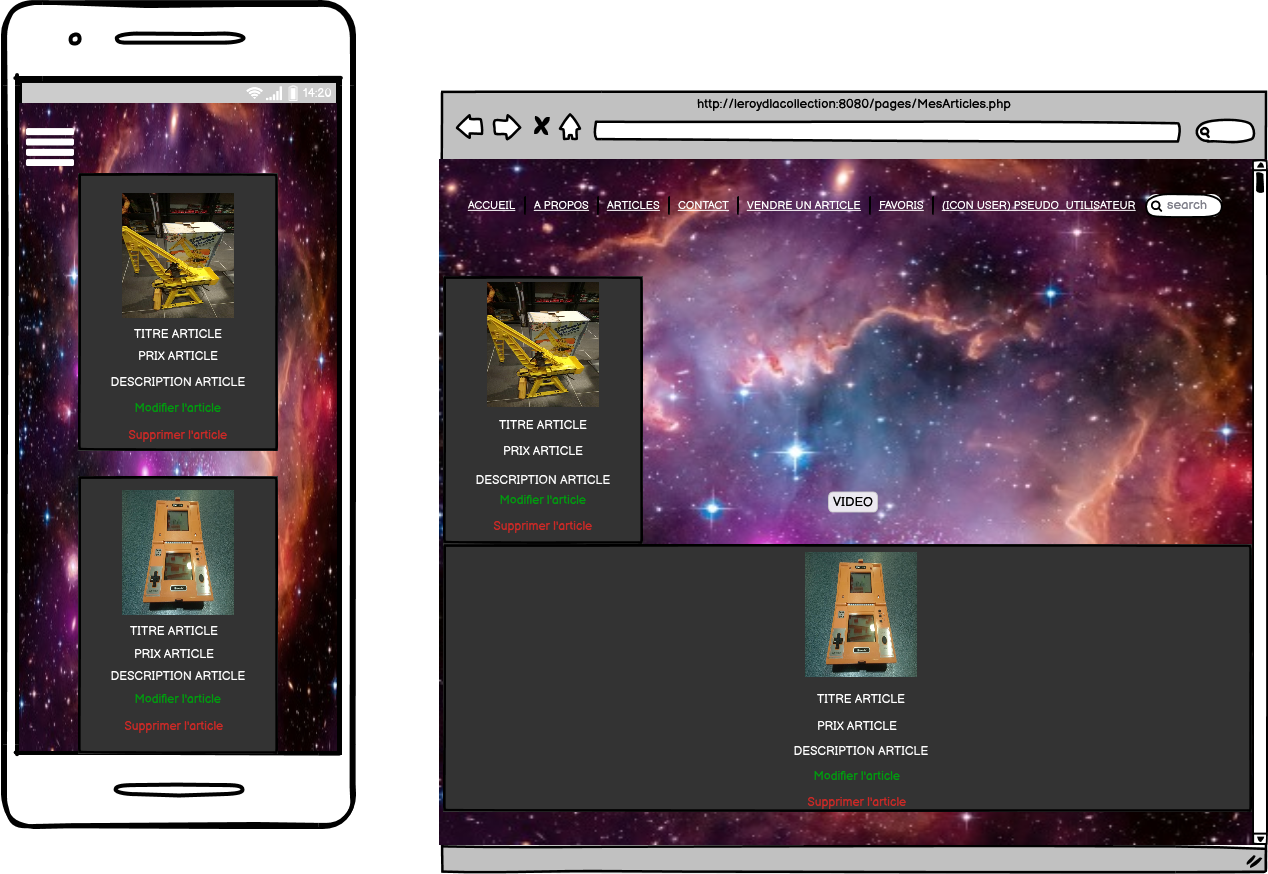 14:20
TITRE ARTICLE
PRIX ARTICLE
DESCRIPTION ARTICLE
Modifier l'article
Supprimer l'article
TITRE ARTICLE
PRIX ARTICLE
DESCRIPTION ARTICLE
Modifier l'article
Supprimer l'article
http://leroydlacollection:8080/pages/MesArticles.php
ACCUEIL A PROPOS ARTICLES CONTACT VENDRE UN ARTICLE FAVORIS (ICON USER) PSEUDO_UTILISATEUR search
TITRE ARTICLE
PRIX ARTICLE
DESCRIPTION ARTICLE
Modifier l'article
Supprimer l'article
VIDEO
TITRE ARTICLE
PRIX ARTICLE
DESCRIPTION ARTICLE
Modifier l'article
Supprimer l'article